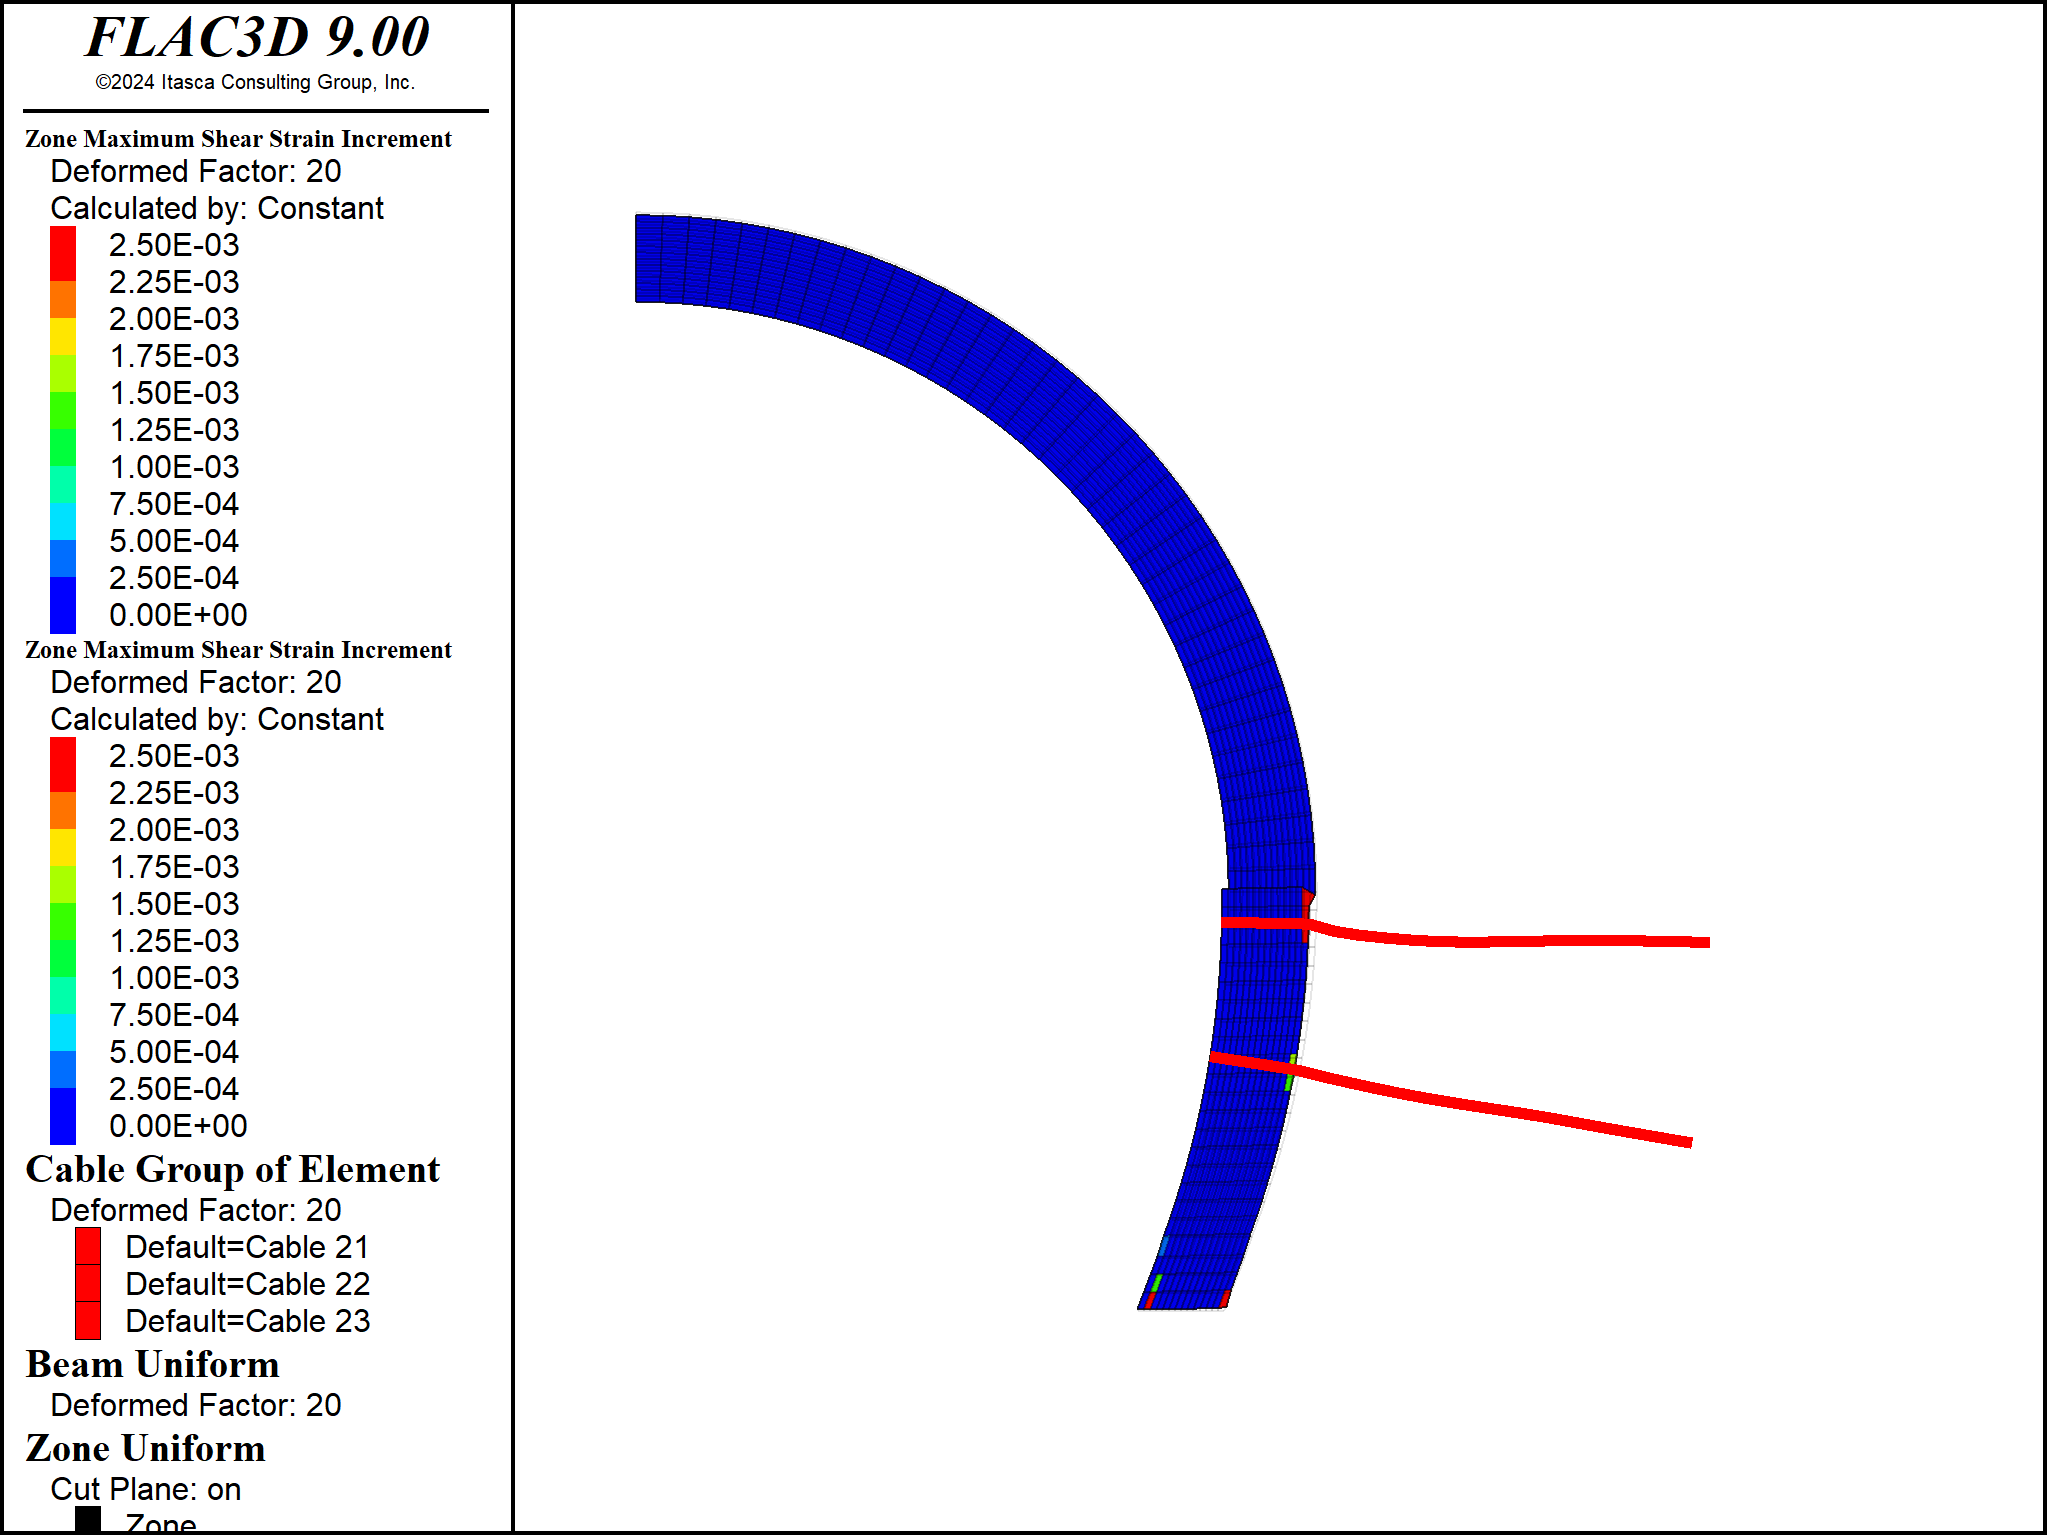 FLAC3D 9.00
©2024 Itasca Consulting Group, Inc.
Zone Maximum Shear Strain Increment
Deformed Factor: 20
Calculated by: Constant
2.50E-03
2.25E-03
2.00E-03
1.75E-03
1.50E-03
1.25E-03
1.00E-03
7.50E-04
5.00E-04
2.50E-04
0.00E+00
Zone Maximum Shear Strain Increment
Deformed Factor: 20
Calculated by: Constant
2.50E-03
2.25E-03
2.00E-03
1.75E-03
1.50E-03
1.25E-03
1.00E-03
7.50E-04
5.00E-04
2.50E-04
0.00E+00
Cable Group of Element
Deformed Factor: 20
Default=Cable 21
Default=Cable 22
Default=Cable 23
Beam Uniform
Deformed Factor: 20
Zone Uniform
Cut Plane: on
Zone